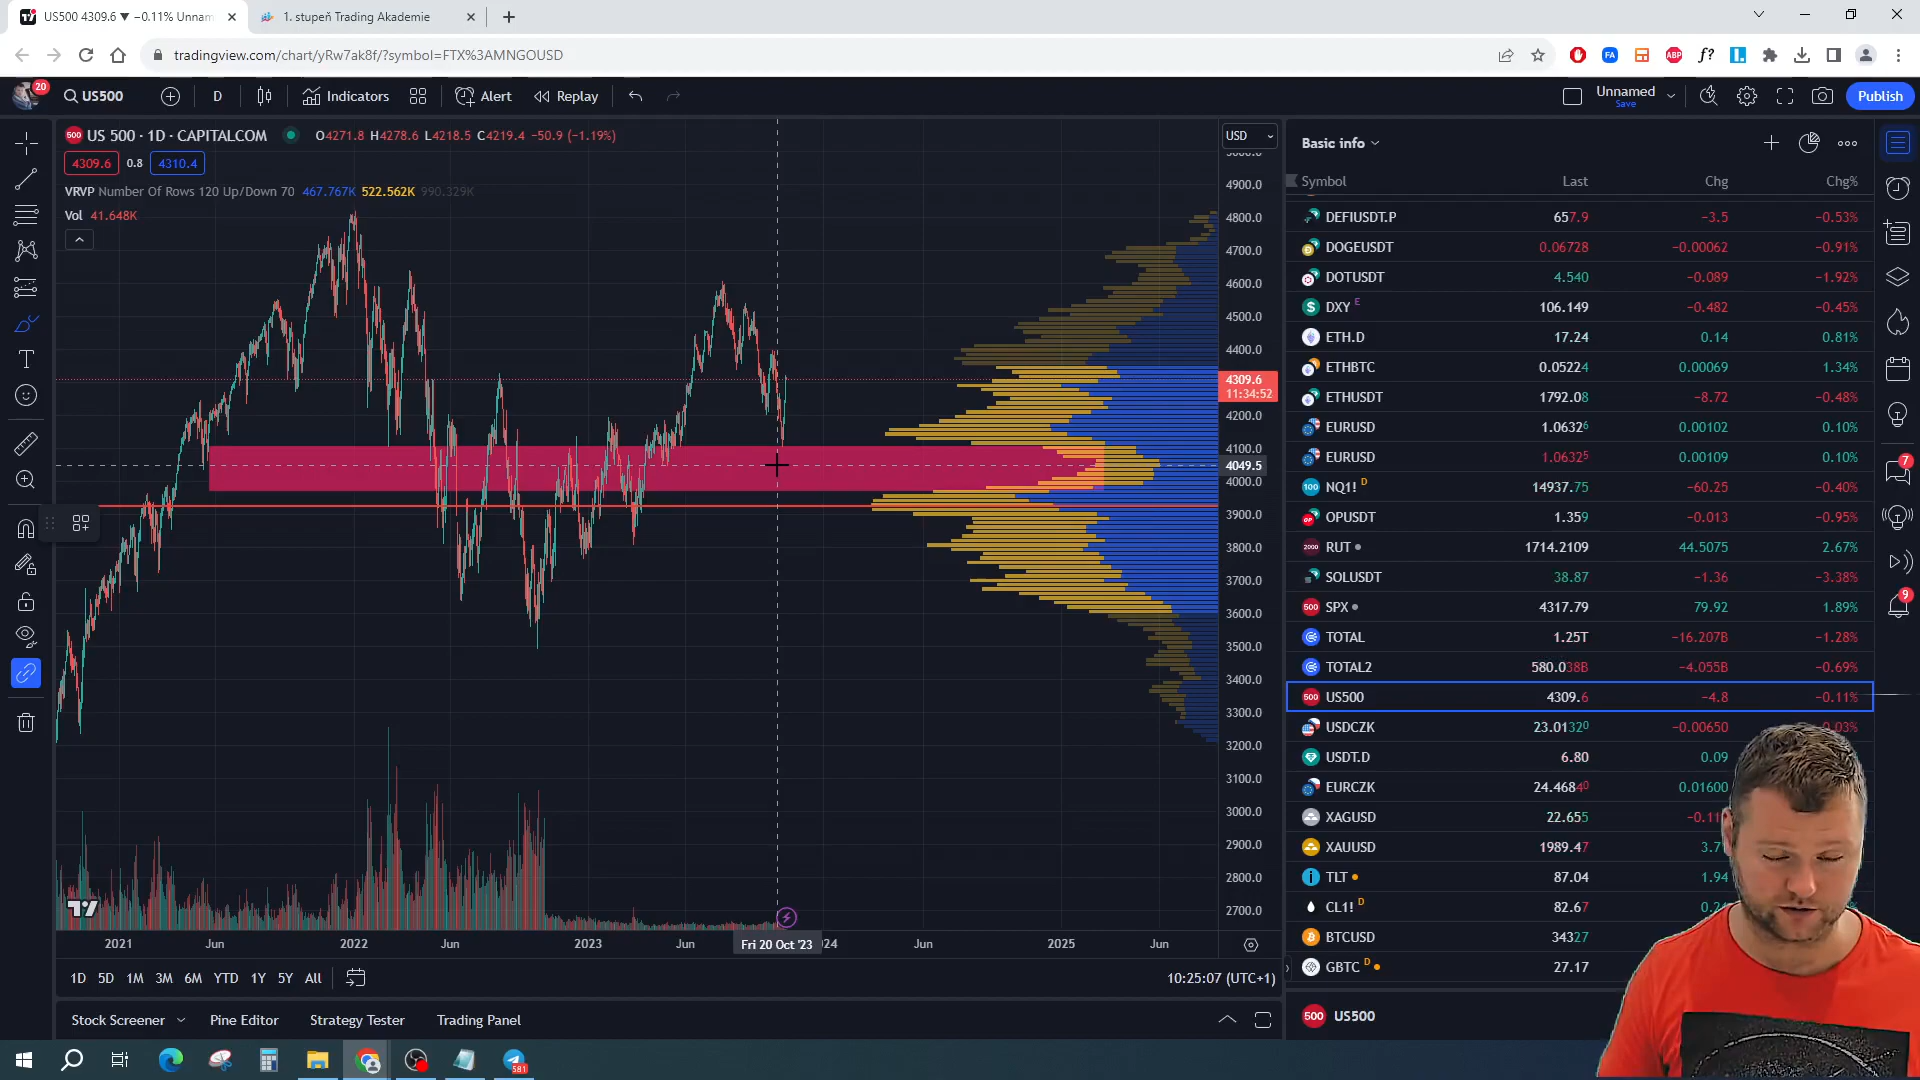 US500 4309.6 ▼ −0.11% Unnam
1. stupeň Trading Akademie
tradingview.com/chart/yRw7ak8f/?symbol=FTX%3AMNGOUSD
20
US500
D
Indicators
Alert
Replay
Unnamed
Save
Publish
US 500 · 1D · CAPITALCOM
O4271.8 H4278.6 L4218.5 C4219.4 −50.9 (−1.19%)
4309.6 0.8 4310.4
VRVP Number Of Rows 120 Up/Down 70 467.767K 522.562K 990.329K
Vol 41.648K
USD
4900.0
4800.0
4700.0
4600.0
4500.0
4400.0
4309.6
11:34:52
4200.0
4100.0
4049.5
4000.0
3900.0
3800.0
3700.0
3600.0
3500.0
3400.0
3300.0
3200.0
3100.0
3000.0
2900.0
2800.0
2700.0
2021 Jun 2022 Jun 2023 Jun Fri 20 Oct '23 24 Jun 2025 Jun
1D 5D 1M 3M 6M YTD 1Y 5Y All
10:25:07 (UTC+1)
Stock Screener Pine Editor Strategy Tester Trading Panel
Basic info
Symbol Last Chg Chg%
DEFIUSDT.P 657.9 −3.5 −0.53%
DOGEUSDT 0.06728 −0.00062 −0.91%
DOTUSDT 4.540 −0.089 −1.92%
DXY E 106.149 −0.482 −0.45%
ETH.D 17.24 0.14 0.81%
ETHBTC 0.05224 0.00069 1.34%
ETHUSDT 1792.08 −8.72 −0.48%
EURUSD 1.06326 0.00102 0.10%
EURUSD 1.06325 0.00109 0.10%
NQ1! D 14937.75 −60.25 −0.40%
OPUSDT 1.359 −0.013 −0.95%
RUT 1714.2109 44.5075 2.67%
SOLUSDT 38.87 −1.36 −3.38%
SPX 4317.79 79.92 1.89%
TOTAL 1.25T −16.207B −1.28%
TOTAL2 580.038B −4.055B −0.69%
US500 4309.6 −4.8 −0.11%
USDCZK 23.01320 −0.00650 0.03%
USDT.D 6.80 0.09
EURCZK 24.46840 0.01600
XAGUSD 22.655 −0.11
XAUUSD 1989.47 3.7
TLT 87.04 1.94
CL1! D 82.67
BTCUSD 34327
GBTC D 27.17
US500
7
9
581